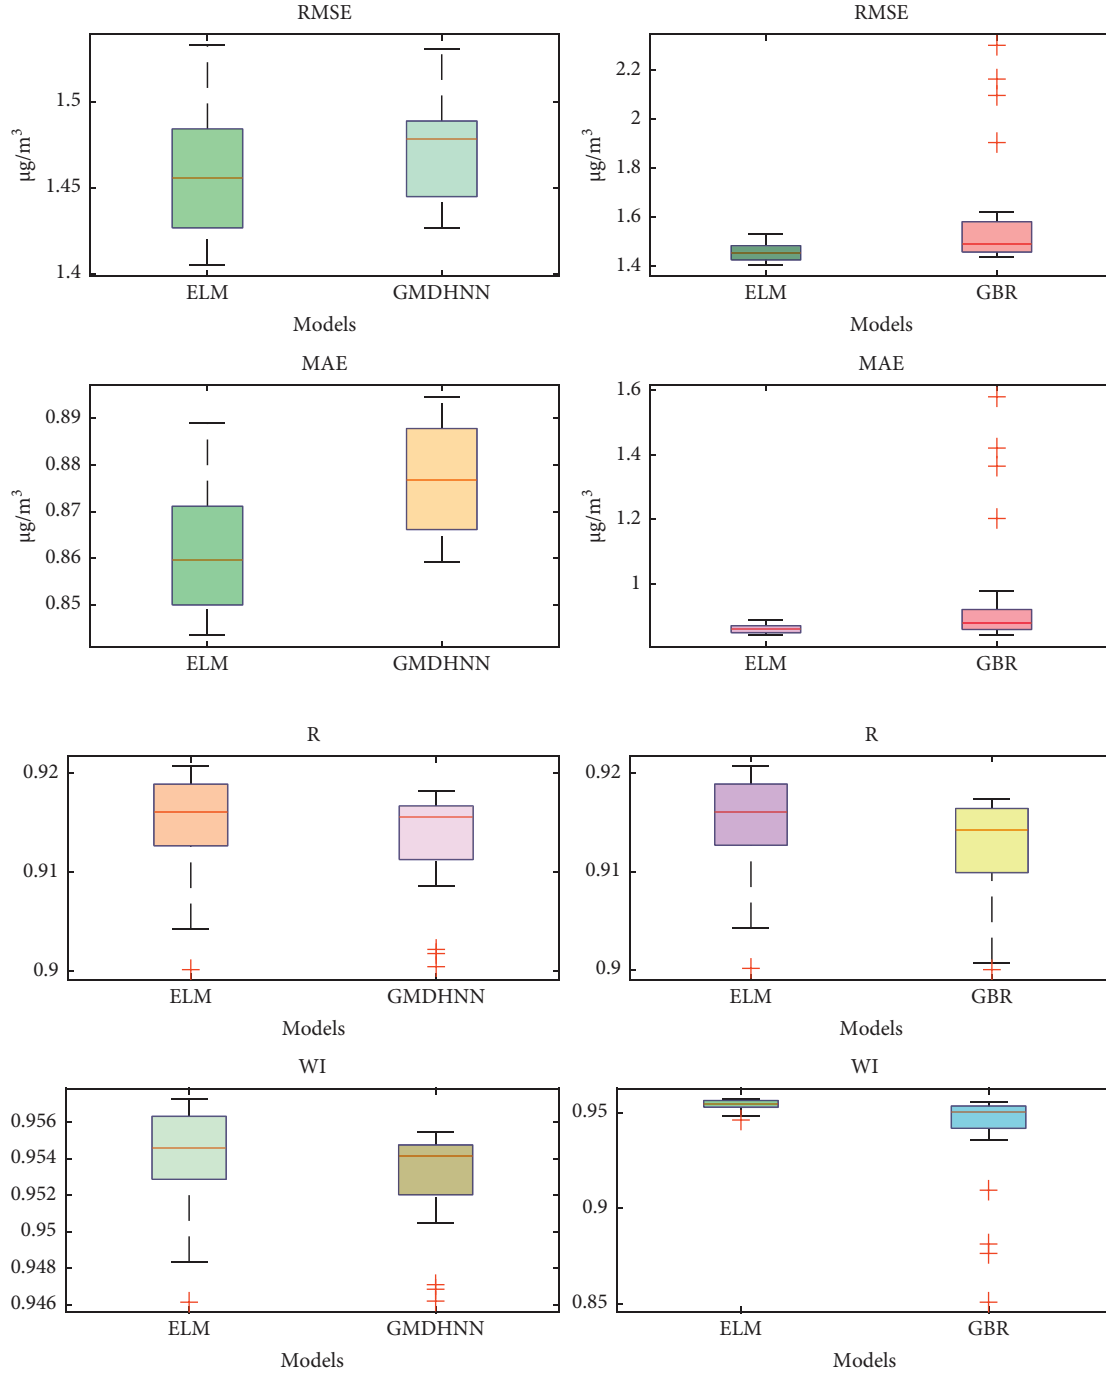 RMSE
1.5
1.45
1.4
μg/m³
ELM GMDHNN
Models
RMSE
2.2
2
1.8
1.6
1.4
μg/m³
ELM GBR
Models
MAE
0.89
0.88
0.87
0.86
0.85
μg/m³
ELM GMDHNN
MAE
1.6
1.4
1.2
1
μg/m³
ELM GBR
R
0.92
0.91
0.9
ELM GMDHNN
Models
R
0.92
0.91
0.9
ELM GBR
Models
WI
0.956
0.954
0.952
0.95
0.948
0.946
ELM GMDHNN
Models
WI
0.95
0.9
0.85
ELM GBR
Models